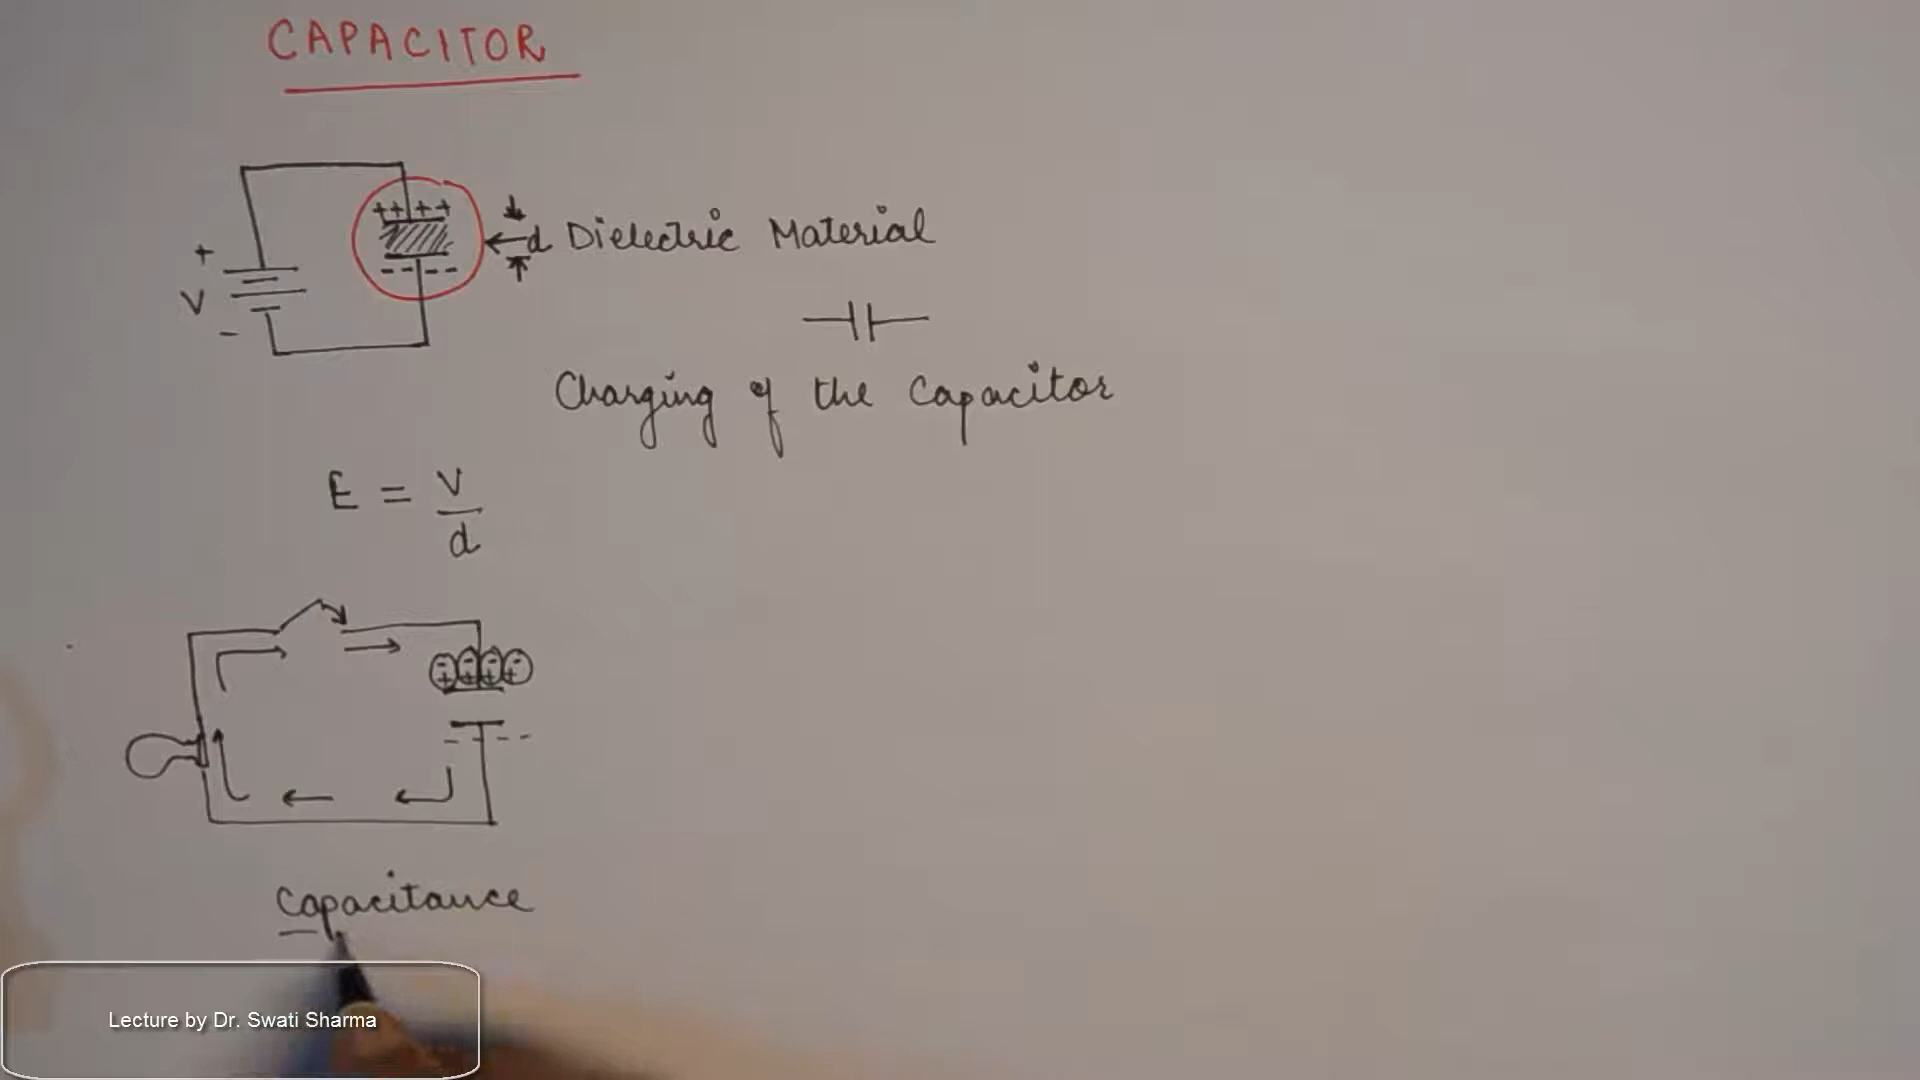 CAPACITOR
+ + + +
d Dielectric Material
- - - -
+
V
-
Charging of the Capacitor
E = V
d
- - - -
+ + + +
- - - -
Capacitance
Lecture by Dr. Swati Sharma